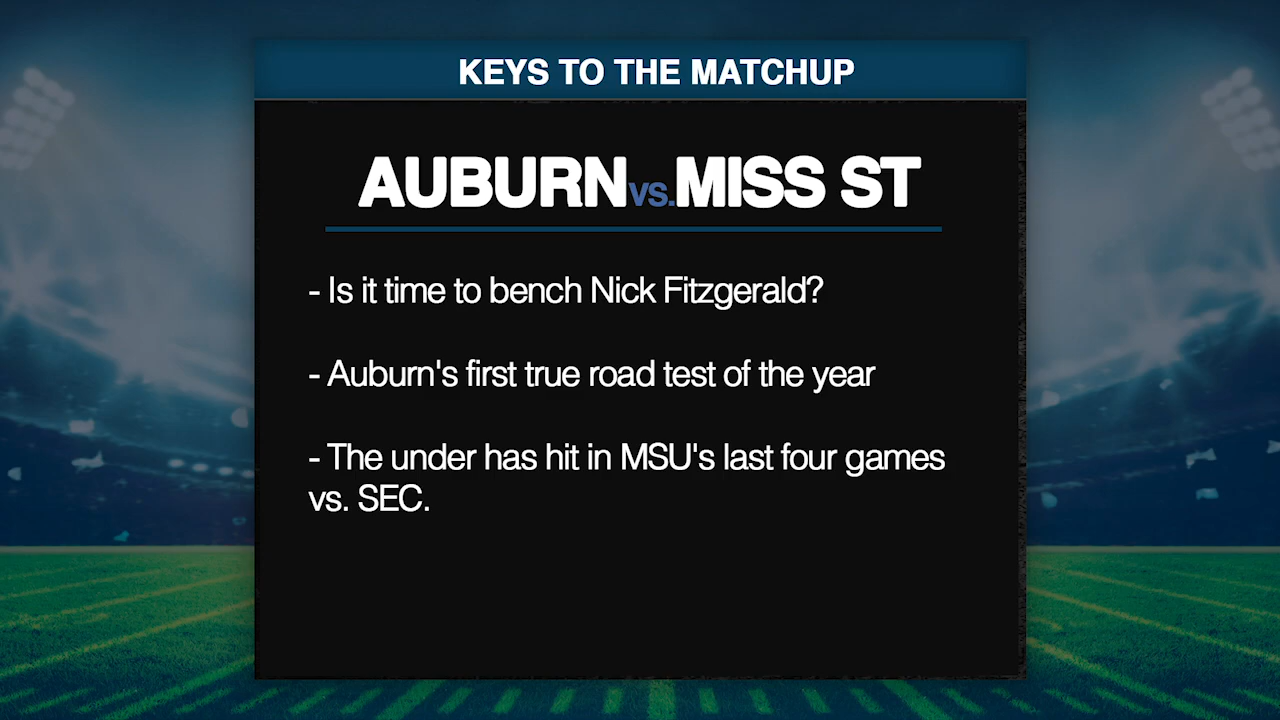 KEYS TO THE MATCHUP
AUBURN vs. MISS ST
- Is it time to bench Nick Fitzgerald?
- Auburn's first true road test of the year
- The under has hit in MSU's last four games
vs. SEC.